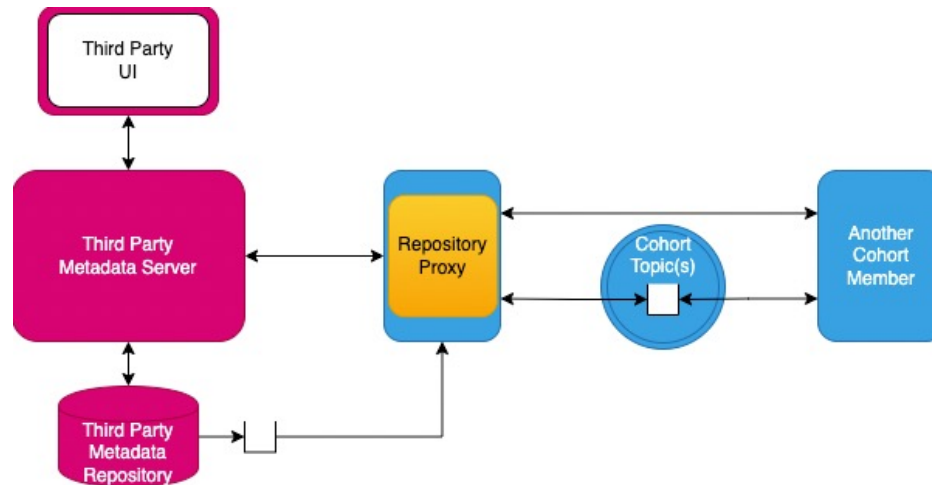 Third Party
UI
Third Party
Metadata Server
Repository
Proxy
Cohort
Topic(s)
Another
Cohort
Member
Third Party
Metadata
Repository